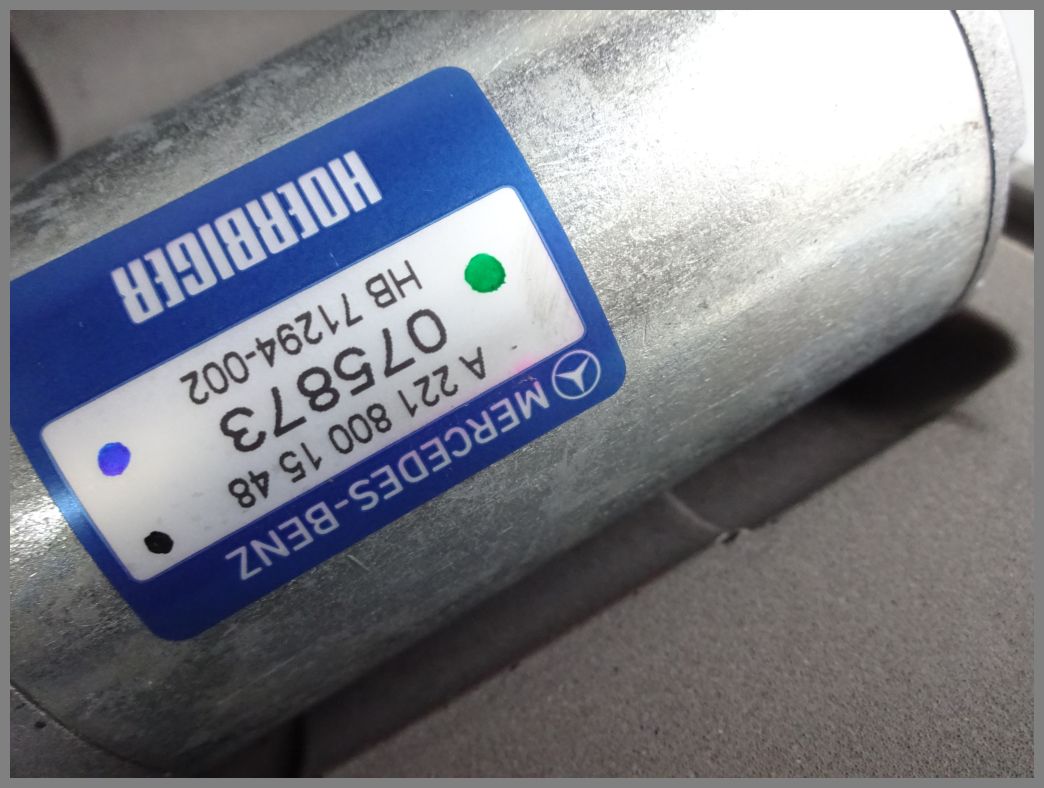 MERCEDES-BENZ
A 221 800 15 48
075873
HB 71294-002
HOERBIGER